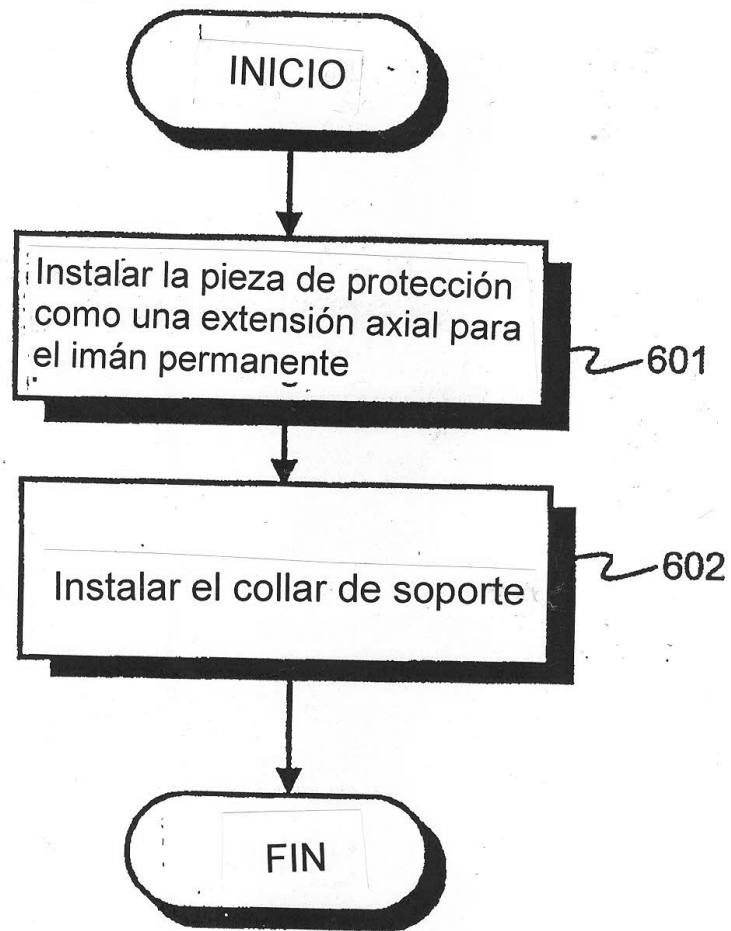 INICIO
Instalar la pieza de protección
como una extensión axial para
el imán permanente
601
Instalar el collar de soporte
602
FIN